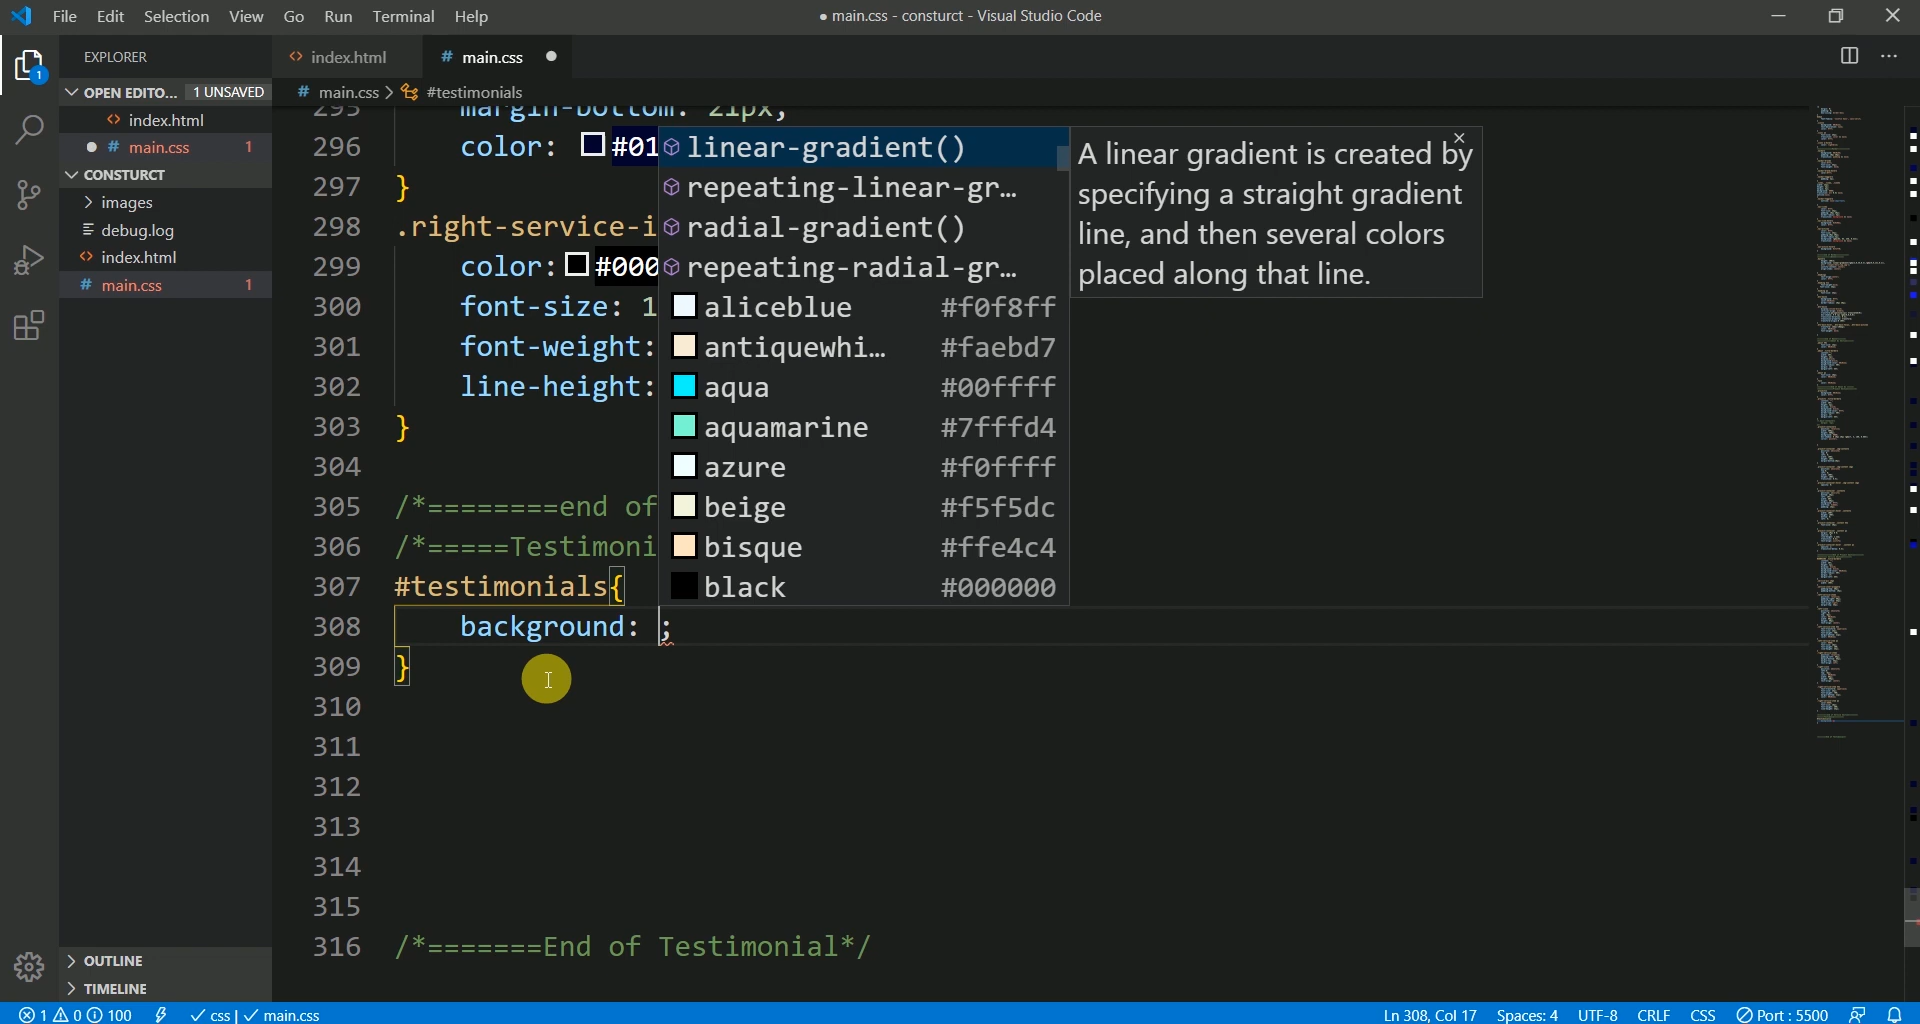 File Edit Selection View Go Run Terminal Help
● main.css - consturct - Visual Studio Code
EXPLORER
index.html
# main.css ●
OPEN EDITO... 1 UNSAVED
# main.css > #testimonials
index.html
● # main.css 1
CONSTURCT
images
debug.log
index.html
# main.css 1
OUTLINE
TIMELINE
295 margin-bottom: 21px;
296 color: #01
297 }
298 .right-service-i
299 color: #000
300 font-size: 1
301 font-weight:
302 line-height:
303 }
304
305 /*========end of
306 /*=====Testimoni
307 #testimonials{
308 background: ;
309 }
310
311
312
313
314
315
316 /*=======End of Testimonial*/
linear-gradient()
repeating-linear-gr...
radial-gradient()
repeating-radial-gr...
aliceblue #f0f8ff
antiquewhi... #faebd7
aqua #00ffff
aquamarine #7fffd4
azure #f0ffff
beige #f5f5dc
bisque #ffe4c4
black #000000
A linear gradient is created by
specifying a straight gradient
line, and then several colors
placed along that line.
1 0 100 css | main.css
Ln 308, Col 17 Spaces: 4 UTF-8 CRLF CSS Port : 5500